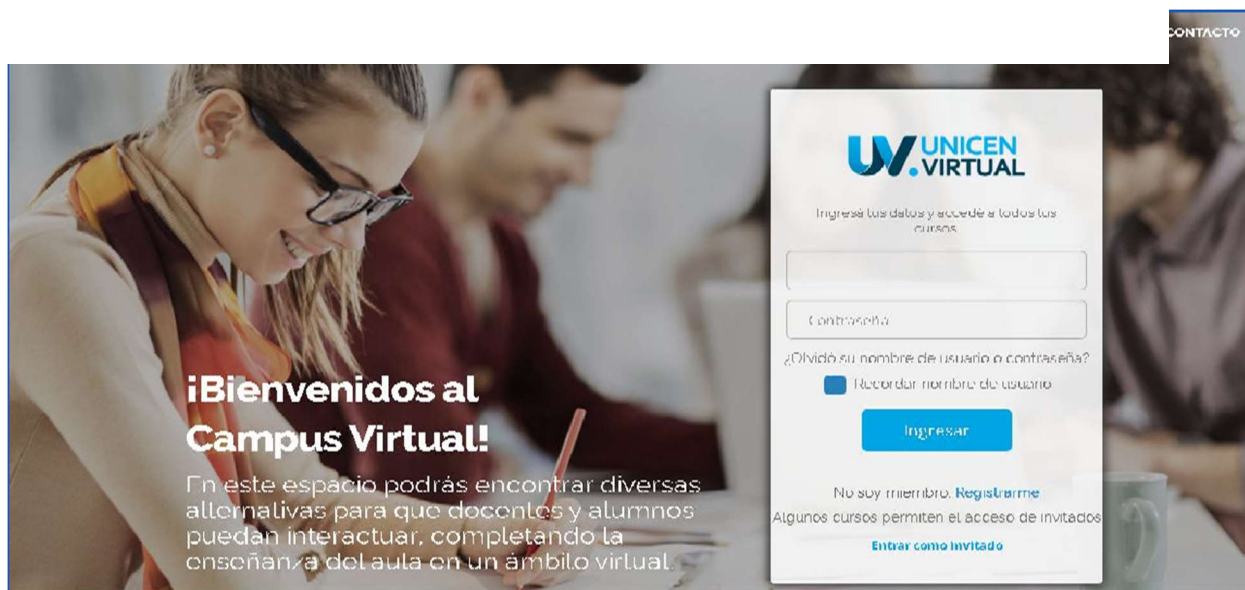 CONTACTO
UV. UNICEN
VIRTUAL
Ingresá tus datos y accedé a todos tus
cursos
Contraseña
¿Olvidó su nombre de usuario o contraseña?
Recordar nombre de usuario
Ingresar
No soy miembro. Registrarme
Algunos cursos permiten el acceso de invitados
Entrar como invitado
¡Bienvenidos al
Campus Virtual!
En este espacio podrás encontrar diversas
alternativas para que docentes y alumnos
puedan interactuar, completando la
enseñanza del aula en un ámbito virtual.